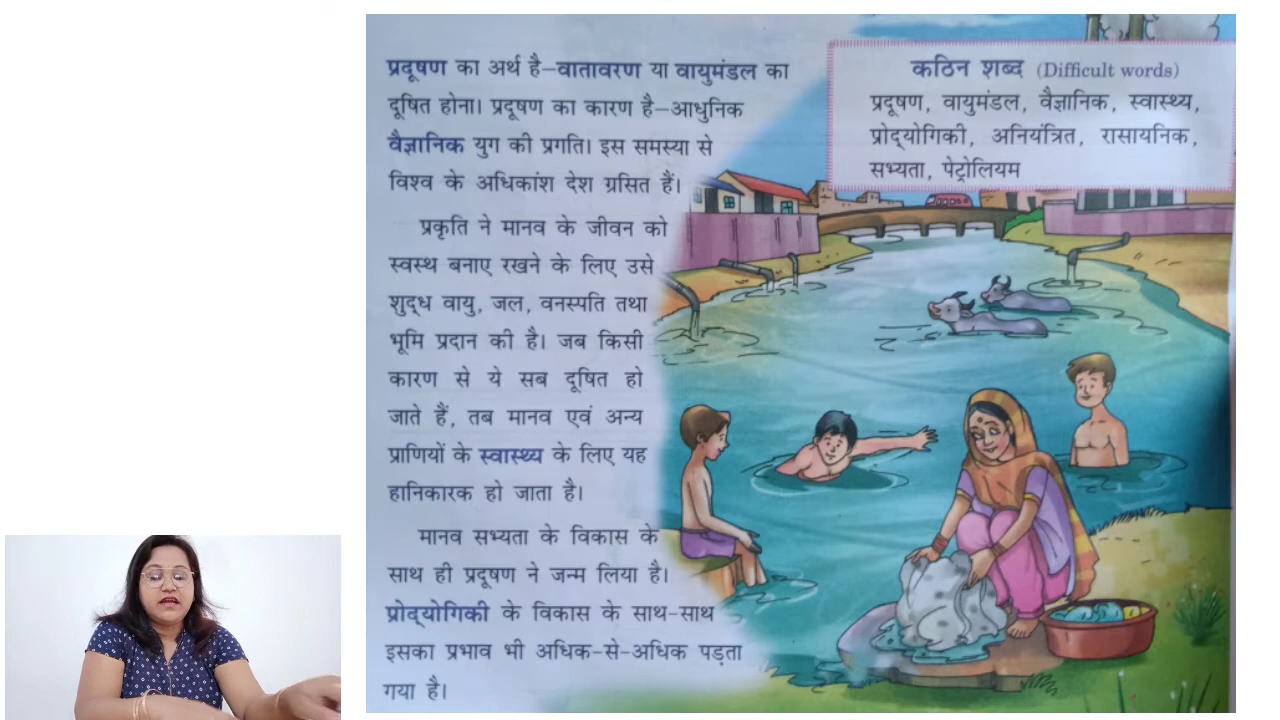 प्रदूषण का अर्थ है–वातावरण या वायुमंडल का
दूषित होना। प्रदूषण का कारण है–आधुनिक
वैज्ञानिक युग की प्रगति। इस समस्या से
विश्व के अधिकांश देश ग्रसित हैं।
प्रकृति ने मानव के जीवन को
स्वस्थ बनाए रखने के लिए उसे
शुद्ध वायु, जल, वनस्पति तथा
भूमि प्रदान की है। जब किसी
कारण से ये सब दूषित हो
जाते हैं, तब मानव एवं अन्य
प्राणियों के स्वास्थ्य के लिए यह
हानिकारक हो जाता है।
मानव सभ्यता के विकास के
साथ ही प्रदूषण ने जन्म लिया है।
प्रोद्योगिकी के विकास के साथ-साथ
इसका प्रभाव भी अधिक-से-अधिक पड़ता
गया है।
कठिन शब्द (Difficult words)
प्रदूषण, वायुमंडल, वैज्ञानिक, स्वास्थ्य,
प्रोद्योगिकी, अनियंत्रित, रासायनिक,
सभ्यता, पेट्रोलियम